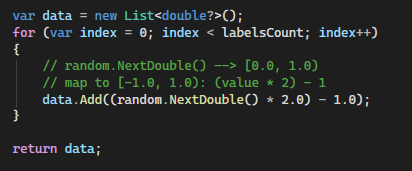 var data = new List<double?>();
for (var index = 0; index < labelsCount; index++)
{
    // random.NextDouble() --> [0.0, 1.0)
    // map to [-1.0, 1.0): (value * 2) - 1
    data.Add((random.NextDouble() * 2.0) - 1.0);
}

return data;